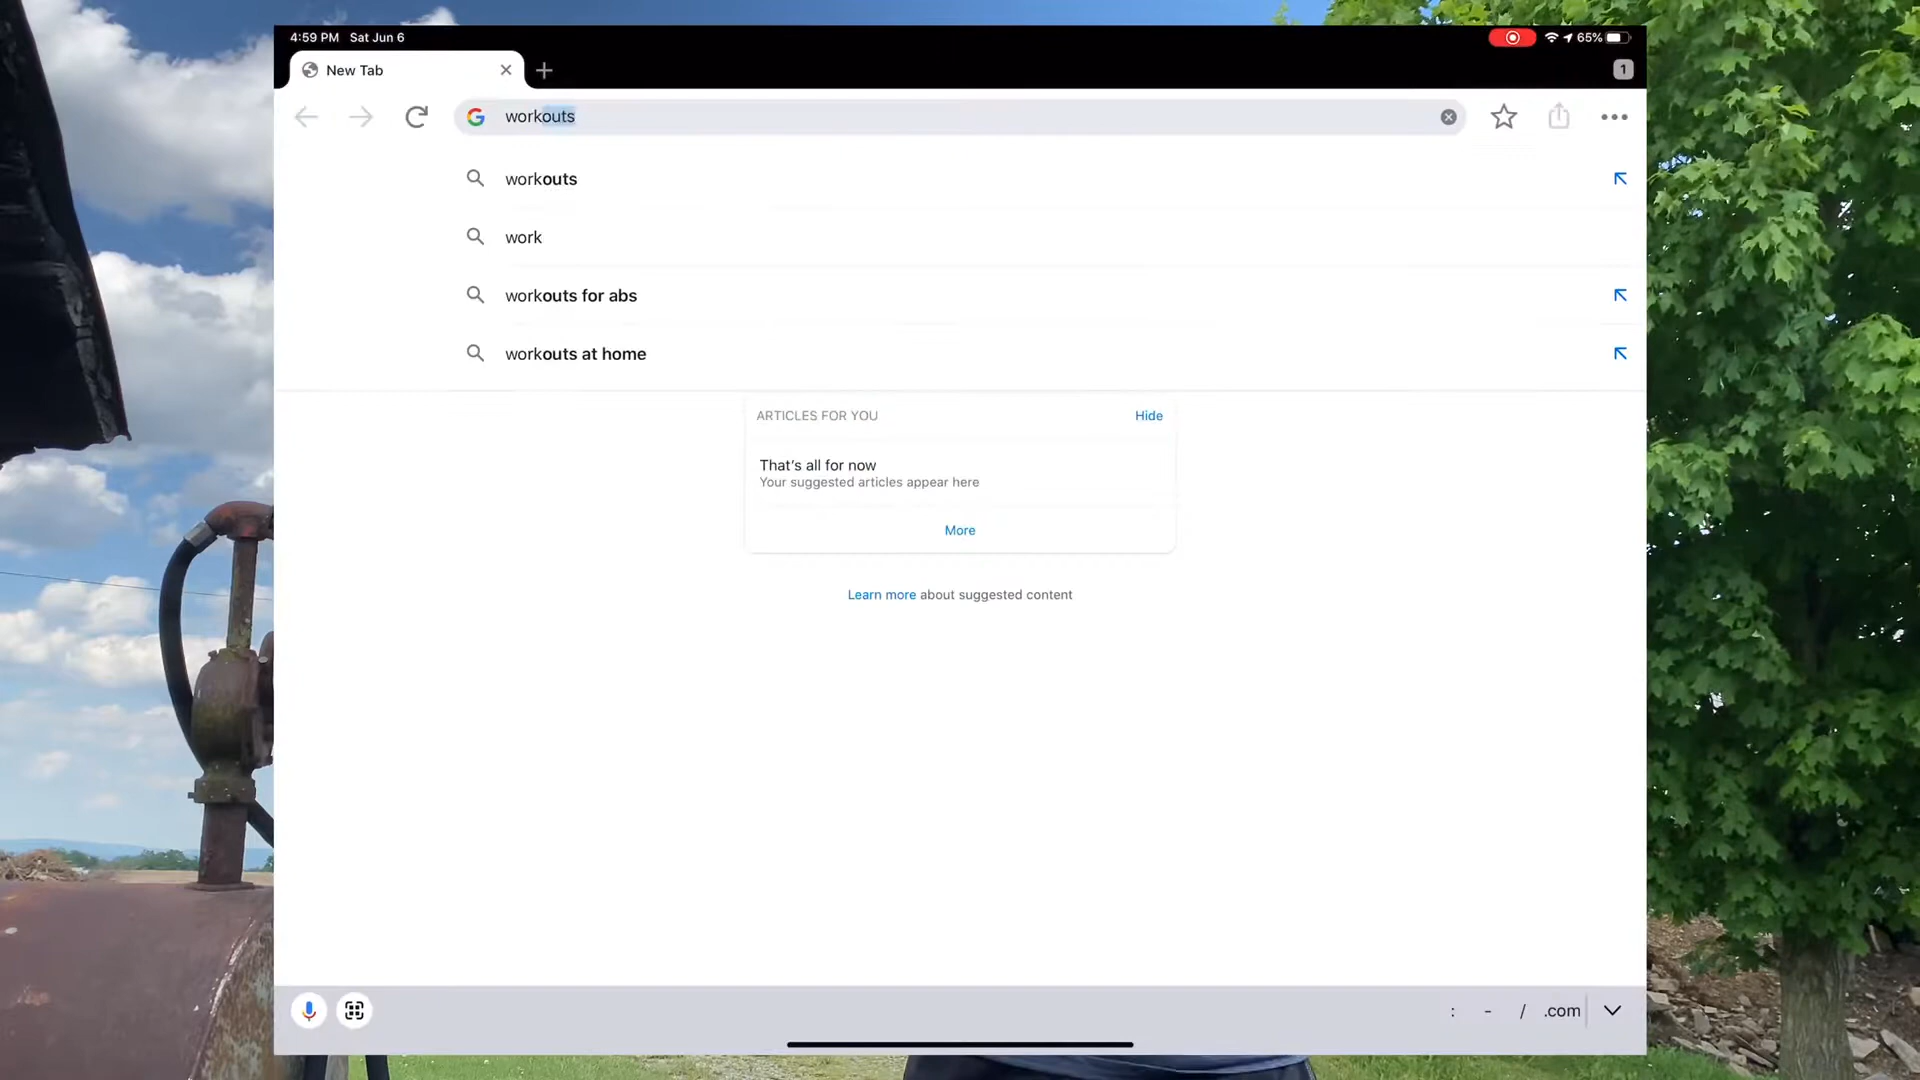 4:59 PM Sat Jun 6
65%
New Tab
1
workouts
workouts
work
workouts for abs
workouts at home
ARTICLES FOR YOU
Hide
That's all for now
Your suggested articles appear here
More
Learn more about suggested content
: - / .com